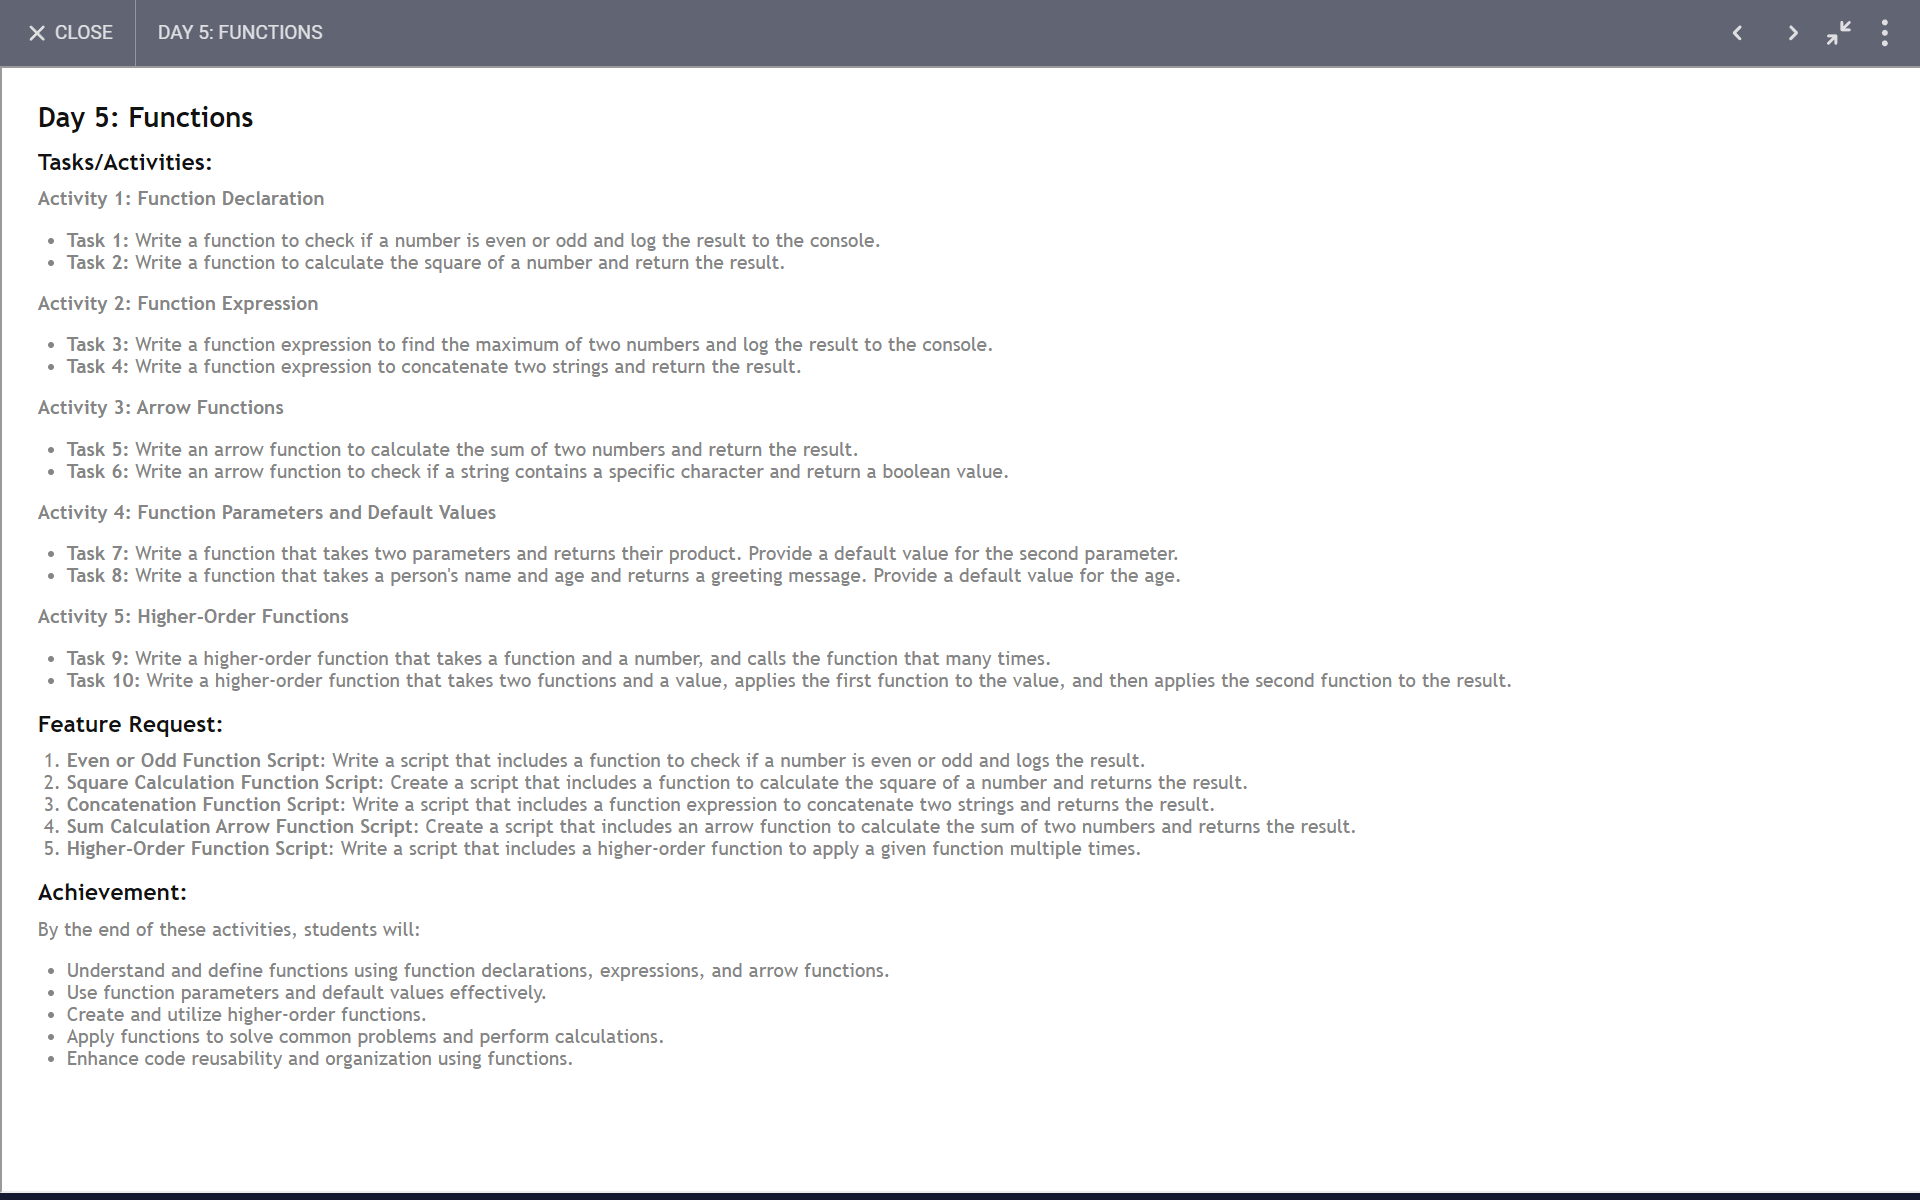 CLOSE
DAY 5: FUNCTIONS
Day 5: Functions
Tasks/Activities:
Activity 1: Function Declaration
• Task 1: Write a function to check if a number is even or odd and log the result to the console.
• Task 2: Write a function to calculate the square of a number and return the result.
Activity 2: Function Expression
• Task 3: Write a function expression to find the maximum of two numbers and log the result to the console.
• Task 4: Write a function expression to concatenate two strings and return the result.
Activity 3: Arrow Functions
• Task 5: Write an arrow function to calculate the sum of two numbers and return the result.
• Task 6: Write an arrow function to check if a string contains a specific character and return a boolean value.
Activity 4: Function Parameters and Default Values
• Task 7: Write a function that takes two parameters and returns their product. Provide a default value for the second parameter.
• Task 8: Write a function that takes a person's name and age and returns a greeting message. Provide a default value for the age.
Activity 5: Higher-Order Functions
• Task 9: Write a higher-order function that takes a function and a number, and calls the function that many times.
• Task 10: Write a higher-order function that takes two functions and a value, applies the first function to the value, and then applies the second function to the result.
Feature Request:
1. Even or Odd Function Script: Write a script that includes a function to check if a number is even or odd and logs the result.
2. Square Calculation Function Script: Create a script that includes a function to calculate the square of a number and returns the result.
3. Concatenation Function Script: Write a script that includes a function expression to concatenate two strings and returns the result.
4. Sum Calculation Arrow Function Script: Create a script that includes an arrow function to calculate the sum of two numbers and returns the result.
5. Higher-Order Function Script: Write a script that includes a higher-order function to apply a given function multiple times.
Achievement:
By the end of these activities, students will:
• Understand and define functions using function declarations, expressions, and arrow functions.
• Use function parameters and default values effectively.
• Create and utilize higher-order functions.
• Apply functions to solve common problems and perform calculations.
• Enhance code reusability and organization using functions.